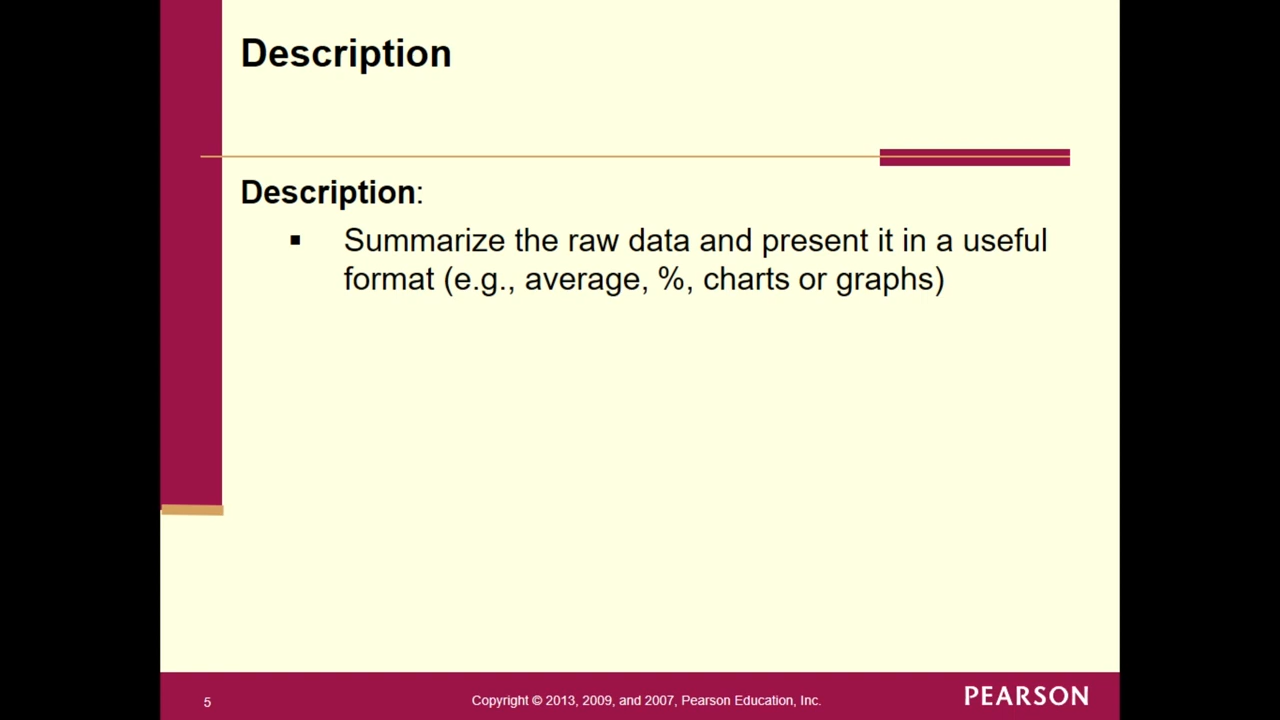 Description
Description:
▪ Summarize the raw data and present it in a useful
format (e.g., average, %, charts or graphs)
5
Copyright © 2013, 2009, and 2007, Pearson Education, Inc.
PEARSON